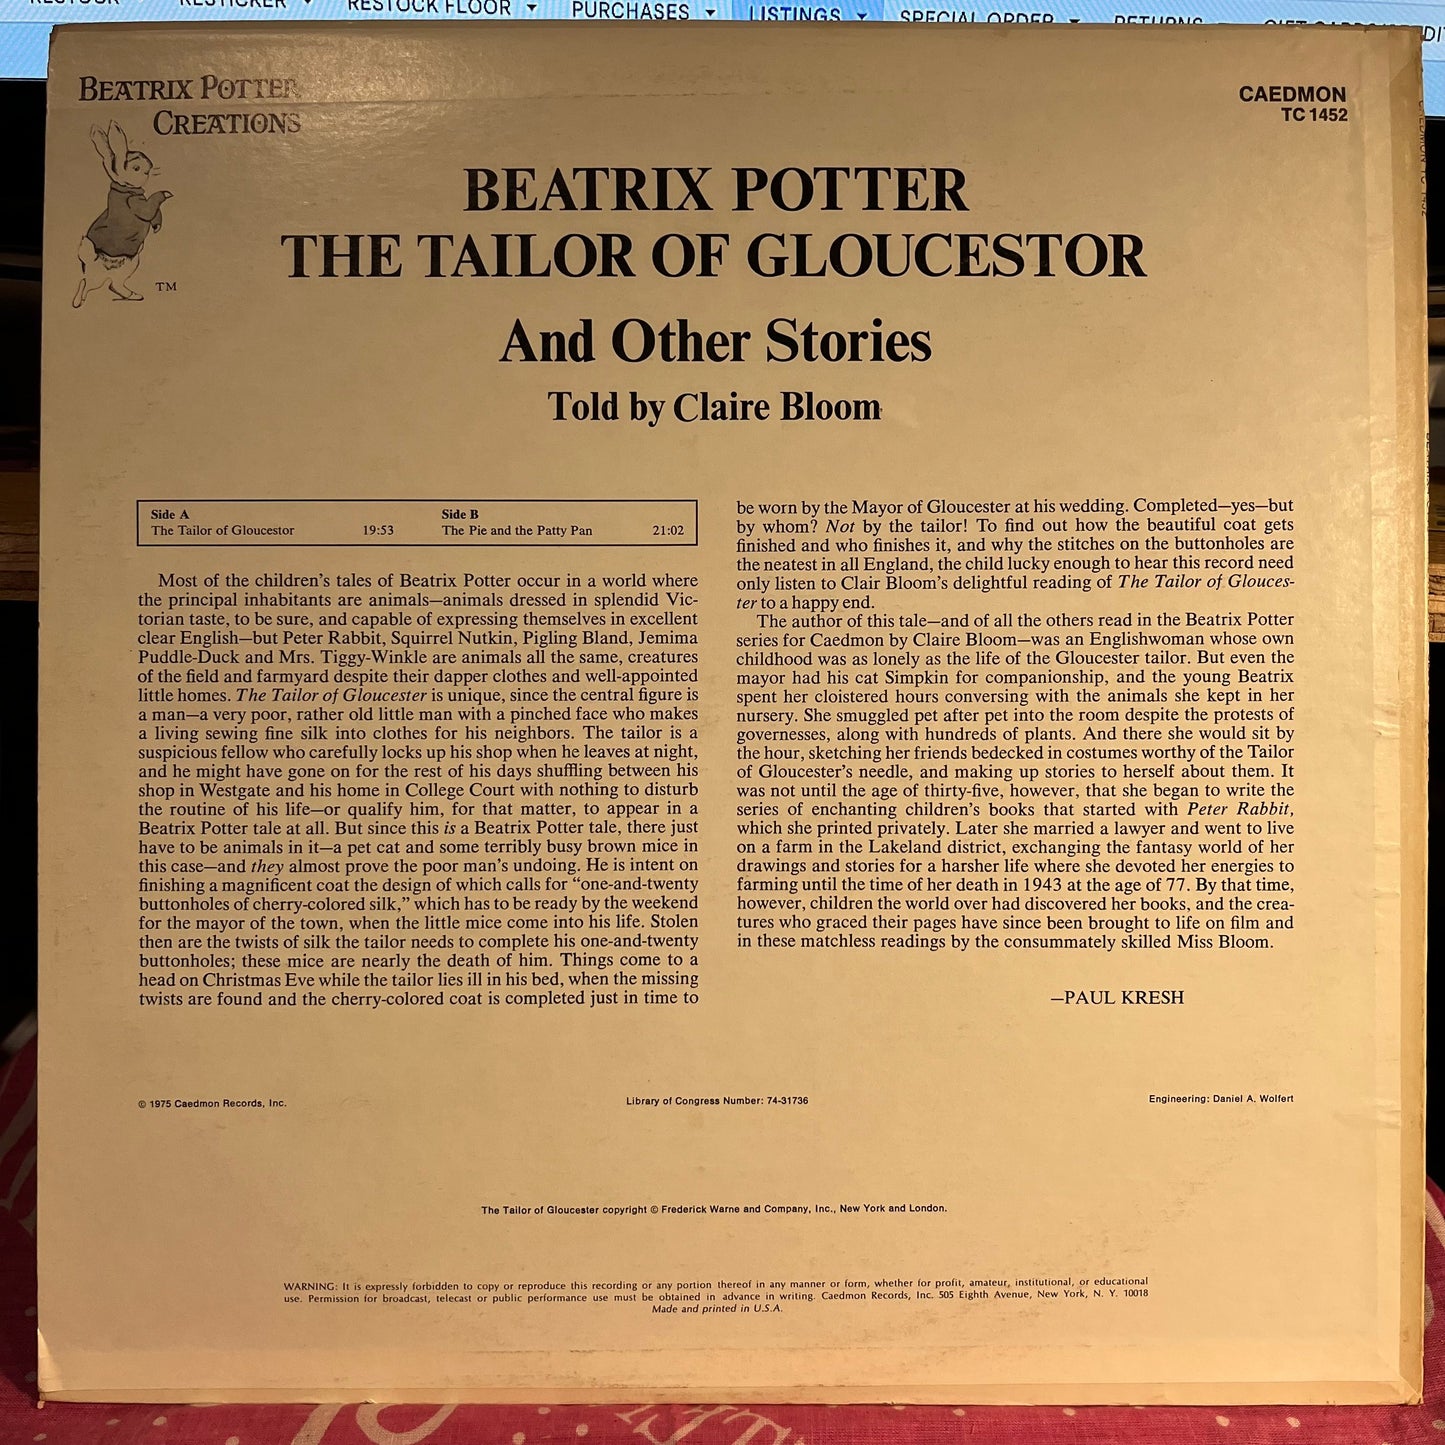 RESTOCK FLOOR
PURCHASES
LISTINGS
SPECIAL ORDER
RETURNS
BEATRIX POTTER
CREATIONS
TM
CAEDMON
TC 1452
BEATRIX POTTER
THE TAILOR OF GLOUCESTOR
And Other Stories
Told by Claire Bloom
Side A
The Tailor of Gloucestor 19:53
Side B
The Pie and the Patty Pan 21:02
Most of the children's tales of Beatrix Potter occur in a world where
the principal inhabitants are animals—animals dressed in splendid Vic-
torian taste, to be sure, and capable of expressing themselves in excellent
clear English—but Peter Rabbit, Squirrel Nutkin, Pigling Bland, Jemima
Puddle-Duck and Mrs. Tiggy-Winkle are animals all the same, creatures
of the field and farmyard despite their dapper clothes and well-appointed
little homes. The Tailor of Gloucester is unique, since the central figure is
a man—a very poor, rather old little man with a pinched face who makes
a living sewing fine silk into clothes for his neighbors. The tailor is a
suspicious fellow who carefully locks up his shop when he leaves at night,
and he might have gone on for the rest of his days shuffling between his
shop in Westgate and his home in College Court with nothing to disturb
the routine of his life—or qualify him, for that matter, to appear in a
Beatrix Potter tale at all. But since this is a Beatrix Potter tale, there just
have to be animals in it—a pet cat and some terribly busy brown mice in
this case—and they almost prove the poor man's undoing. He is intent on
finishing a magnificent coat the design of which calls for "one-and-twenty
buttonholes of cherry-colored silk," which has to be ready by the weekend
for the mayor of the town, when the little mice come into his life. Stolen
then are the twists of silk the tailor needs to complete his one-and-twenty
buttonholes; these mice are nearly the death of him. Things come to a
head on Christmas Eve while the tailor lies ill in his bed, when the missing
twists are found and the cherry-colored coat is completed just in time to
be worn by the Mayor of Gloucester at his wedding. Completed—yes—but
by whom? Not by the tailor! To find out how the beautiful coat gets
finished and who finishes it, and why the stitches on the buttonholes are
the neatest in all England, the child lucky enough to hear this record need
only listen to Clair Bloom's delightful reading of The Tailor of Glouces-
ter to a happy end.
The author of this tale—and of all the others read in the Beatrix Potter
series for Caedmon by Claire Bloom—was an Englishwoman whose own
childhood was as lonely as the life of the Gloucester tailor. But even the
mayor had his cat Simpkin for companionship, and the young Beatrix
spent her cloistered hours conversing with the animals she kept in her
nursery. She smuggled pet after pet into the room despite the protests of
governesses, along with hundreds of plants. And there she would sit by
the hour, sketching her friends bedecked in costumes worthy of the Tailor
of Gloucester's needle, and making up stories to herself about them. It
was not until the age of thirty-five, however, that she began to write the
series of enchanting children's books that started with Peter Rabbit,
which she printed privately. Later she married a lawyer and went to live
on a farm in the Lakeland district, exchanging the fantasy world of her
drawings and stories for a harsher life where she devoted her energies to
farming until the time of her death in 1943 at the age of 77. By that time,
however, children the world over had discovered her books, and the crea-
tures who graced their pages have since been brought to life on film and
in these matchless readings by the consummately skilled Miss Bloom.
—PAUL KRESH
© 1975 Caedmon Records, Inc.
Library of Congress Number: 74-31736
Engineering: Daniel A. Wolfert
The Tailor of Gloucester copyright © Frederick Warne and Company, Inc., New York and London.
WARNING: It is expressly forbidden to copy or reproduce this recording or any portion thereof in any manner or form, whether for profit, amateur, institutional, or educational
use. Permission for broadcast, telecast or public performance use must be obtained in advance in writing. Caedmon Records, Inc. 505 Eighth Avenue, New York, N. Y. 10018
Made and printed in U.S.A.